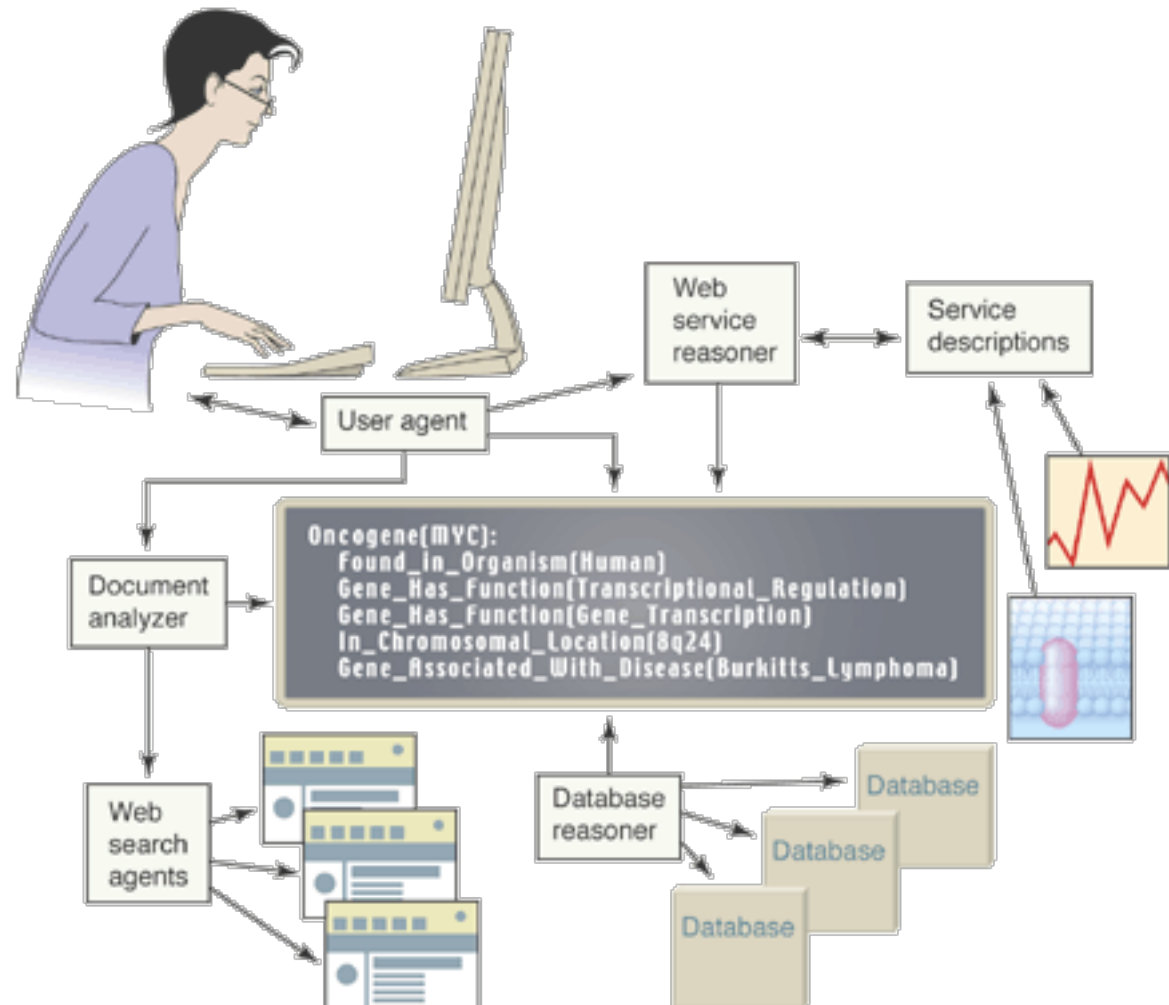 Web
service
reasoner
Service
descriptions
User agent
Oncogene(MYC):
Found_in_Organism(Human)
Gene_Has_Function(Transcriptional_Regulation)
Gene_Has_Function(Gene_Transcription)
In_Chromosomal_Location(8q24)
Gene_Associated_With_Disease(Burkitts_Lymphoma)
Document
analyzer
Web
search
agents
Database
reasoner
Database
Database
Database